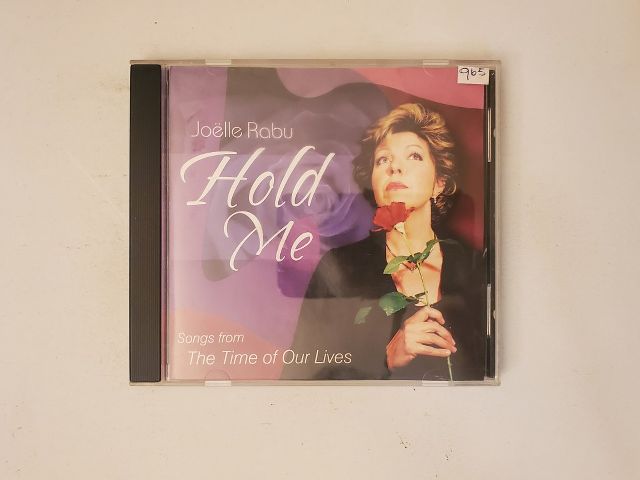 965
Joëlle Rabu
Hold
Me
Songs from
The Time of Our Lives